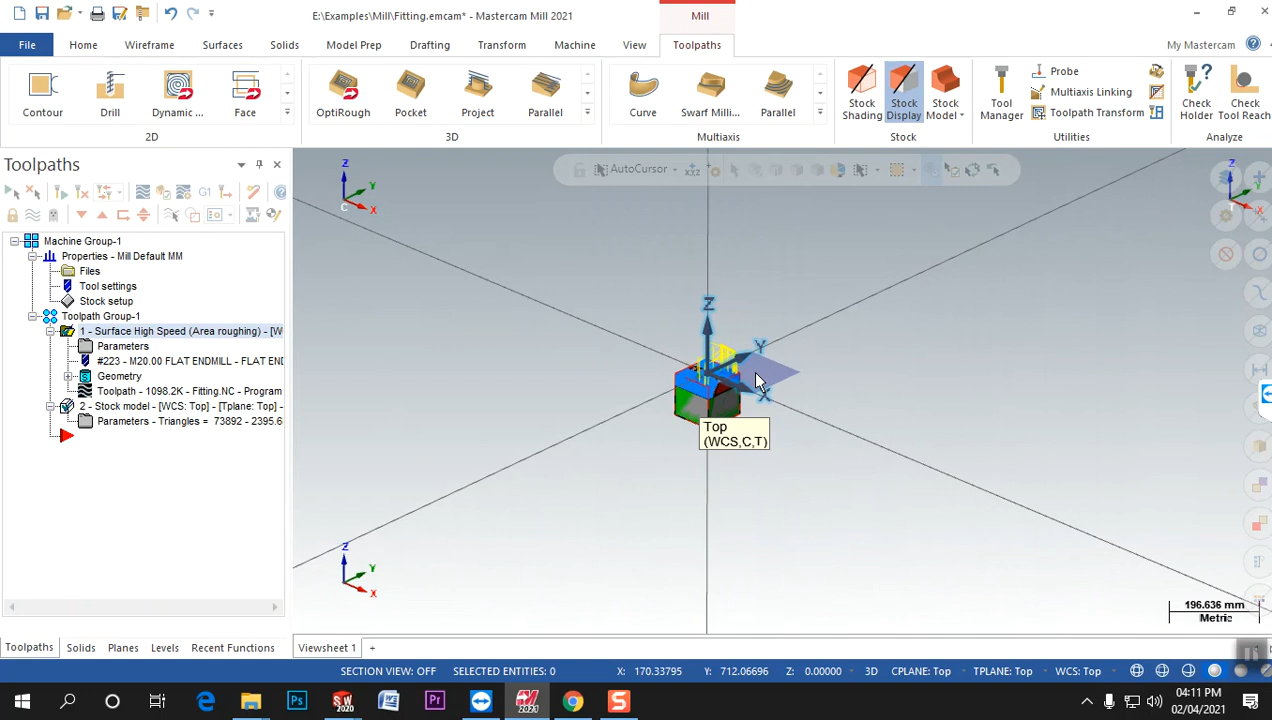 E:\Examples\Mill\Fitting.emcam* - Mastercam Mill 2021
Mill
File
Home
Wireframe
Surfaces
Solids
Model Prep
Drafting
Transform
Machine
View
Toolpaths
My Mastercam
Contour
Drill
Dynamic ...
Face
2D
OptiRough
Pocket
Project
Parallel
3D
Curve
Swarf Milli...
Parallel
Multiaxis
Stock Shading
Stock Display
Stock Model
Stock
Tool Manager
Probe
Multiaxis Linking
Toolpath Transform
Utilities
Check Holder
Check Tool Reach
Analyze
Toolpaths
G1
AutoCursor
XYZ
Machine Group-1
Properties - Mill Default MM
Files
Tool settings
Stock setup
Toolpath Group-1
1 - Surface High Speed (Area roughing) - [W
Parameters
#223 - M20.00 FLAT ENDMILL - FLAT END
Geometry
Toolpath - 1098.2K - Fitting.NC - Program
2 - Stock model - [WCS: Top] - [Tplane: Top] -
Parameters - Triangles = 73892 - 2395.6
Z
Y
X
C
Z
Y
X
T
Z
Y
X
Top
(WCS,C,T)
Z
Y
X
196.636 mm
Metric
Toolpaths
Solids
Planes
Levels
Recent Functions
Viewsheet 1
+
SECTION VIEW: OFF
SELECTED ENTITIES: 0
X: 170.33795
Y: 712.06696
Z: 0.00000
3D
CPLANE: Top
TPLANE: Top
WCS: Top
Ps
SW
2020
W
Pr
2021
S
04:11 PM
02/04/2021